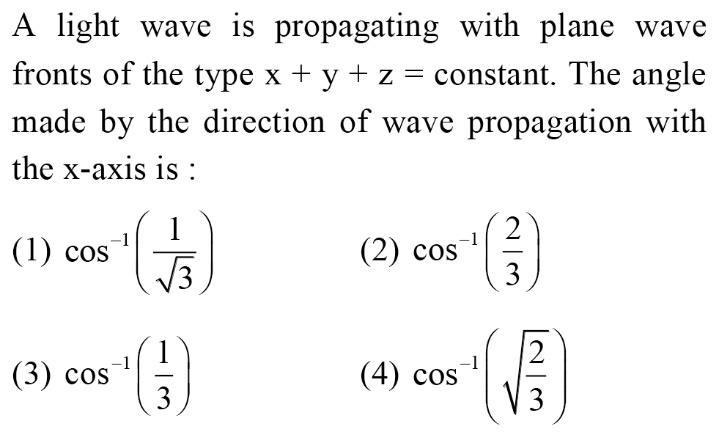 A light wave is propagating with plane wave
fronts of the type x + y + z = constant. The angle
made by the direction of wave propagation with
the x-axis is :
(1) cos⁻¹(1/√3) (2) cos⁻¹(2/3)
(3) cos⁻¹(1/3) (4) cos⁻¹(√(2/3))